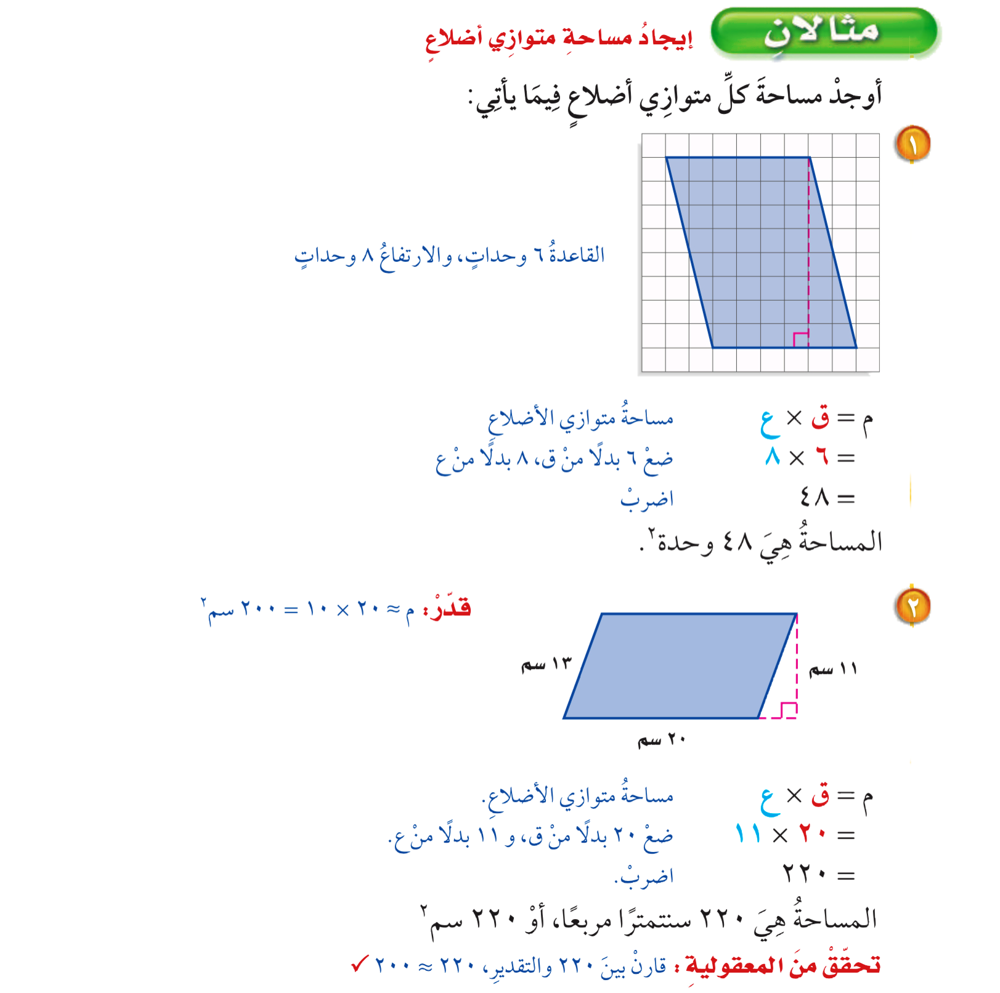 مثالانِ
إيجادُ مساحةِ متوازِي أضلاعٍ
أوجدْ مساحةَ كلِّ متوازِي أضلاعٍ فِيمَا يأتِي:
١
القاعدةُ ٦ وحداتٍ، والارتفاعُ ٨ وحداتٍ
م = ق × ع مساحةُ متوازي الأضلاعِ
= ٦ × ٨ ضعْ ٦ بدلًا منْ ق، ٨ بدلًا منْ ع
= ٤٨ اضربْ
المساحةُ هِيَ ٤٨ وحدة٢.
٢
قدّرْ: م ≈ ٢٠ × ١٠ = ٢٠٠ سم٢
١١ سم
١٣ سم
٢٠ سم
م = ق × ع مساحةُ متوازي الأضلاعِ.
= ٢٠ × ١١ ضعْ ٢٠ بدلًا منْ ق، و ١١ بدلًا منْ ع.
= ٢٢٠ اضربْ.
المساحةُ هِيَ ٢٢٠ سنتمترًا مربعًا، أوْ ٢٢٠ سم٢
تحقّقْ منَ المعقوليةِ: قارنْ بينَ ٢٢٠ والتقديرِ، ٢٢٠ ≈ ٢٠٠ ✓